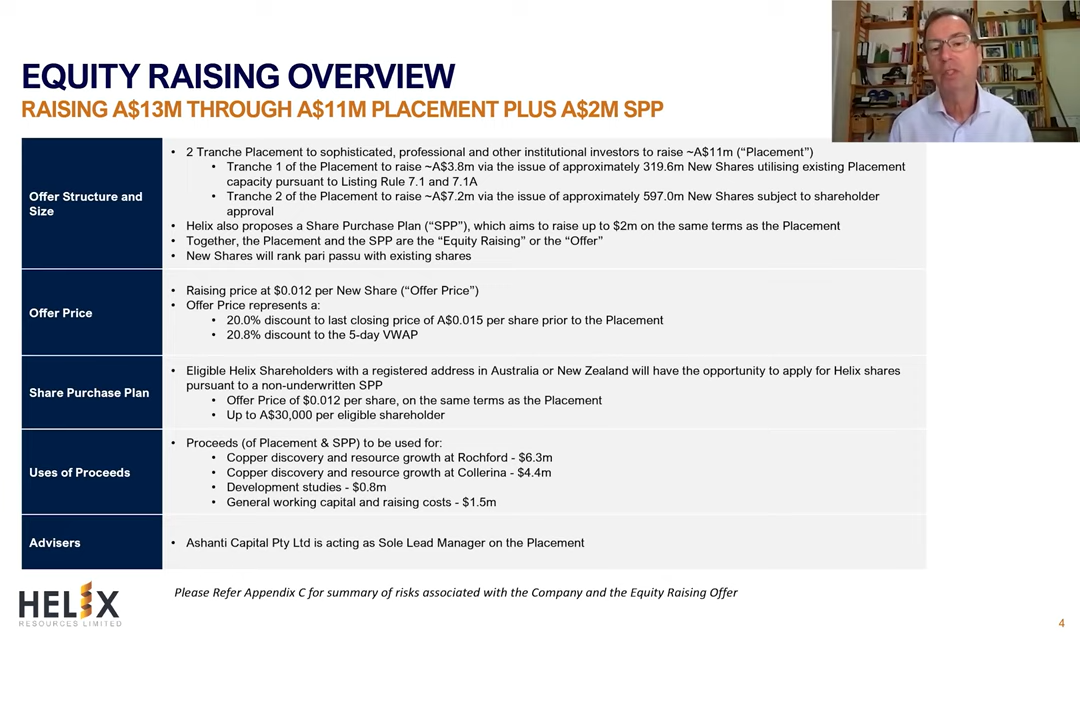 EQUITY RAISING OVERVIEW
RAISING A$13M THROUGH A$11M PLACEMENT PLUS A$2M SPP
Offer Structure and
Size
• 2 Tranche Placement to sophisticated, professional and other institutional investors to raise ~A$11m (“Placement”)
• Tranche 1 of the Placement to raise ~A$3.8m via the issue of approximately 319.6m New Shares utilising existing Placement
capacity pursuant to Listing Rule 7.1 and 7.1A
• Tranche 2 of the Placement to raise ~A$7.2m via the issue of approximately 597.0m New Shares subject to shareholder
approval
• Helix also proposes a Share Purchase Plan (“SPP”), which aims to raise up to $2m on the same terms as the Placement
• Together, the Placement and the SPP are the “Equity Raising” or the “Offer”
• New Shares will rank pari passu with existing shares
Offer Price
• Raising price at $0.012 per New Share (“Offer Price”)
• Offer Price represents a:
• 20.0% discount to last closing price of A$0.015 per share prior to the Placement
• 20.8% discount to the 5-day VWAP
Share Purchase Plan
• Eligible Helix Shareholders with a registered address in Australia or New Zealand will have the opportunity to apply for Helix shares
pursuant to a non-underwritten SPP
• Offer Price of $0.012 per share, on the same terms as the Placement
• Up to A$30,000 per eligible shareholder
Uses of Proceeds
• Proceeds (of Placement & SPP) to be used for:
• Copper discovery and resource growth at Rochford - $6.3m
• Copper discovery and resource growth at Collerina - $4.4m
• Development studies - $0.8m
• General working capital and raising costs - $1.5m
Advisers
• Ashanti Capital Pty Ltd is acting as Sole Lead Manager on the Placement
HELIX
RESOURCES LIMITED
Please Refer Appendix C for summary of risks associated with the Company and the Equity Raising Offer
4